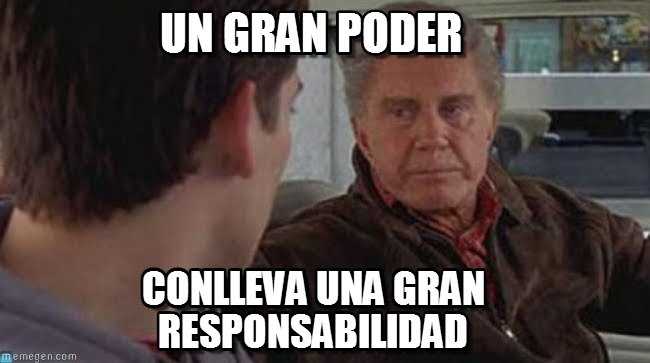 UN GRAN PODER
CONLLEVA UNA GRAN
RESPONSABILIDAD
memegen.com